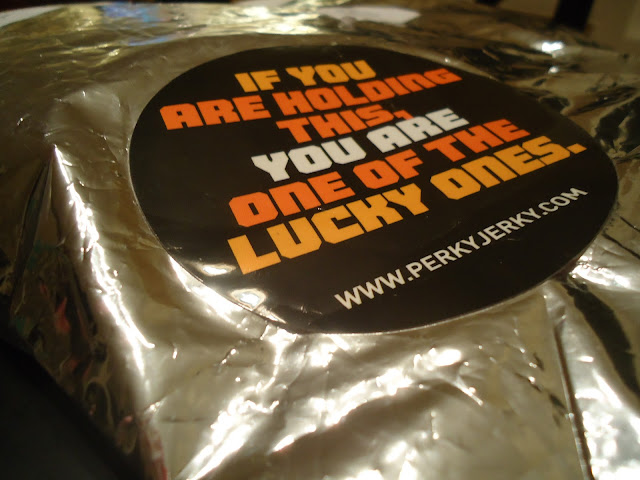 IF YOU
ARE HOLDING
THIS,
YOU ARE
ONE OF THE
LUCKY ONES.
WWW.PERKYJERKY.COM